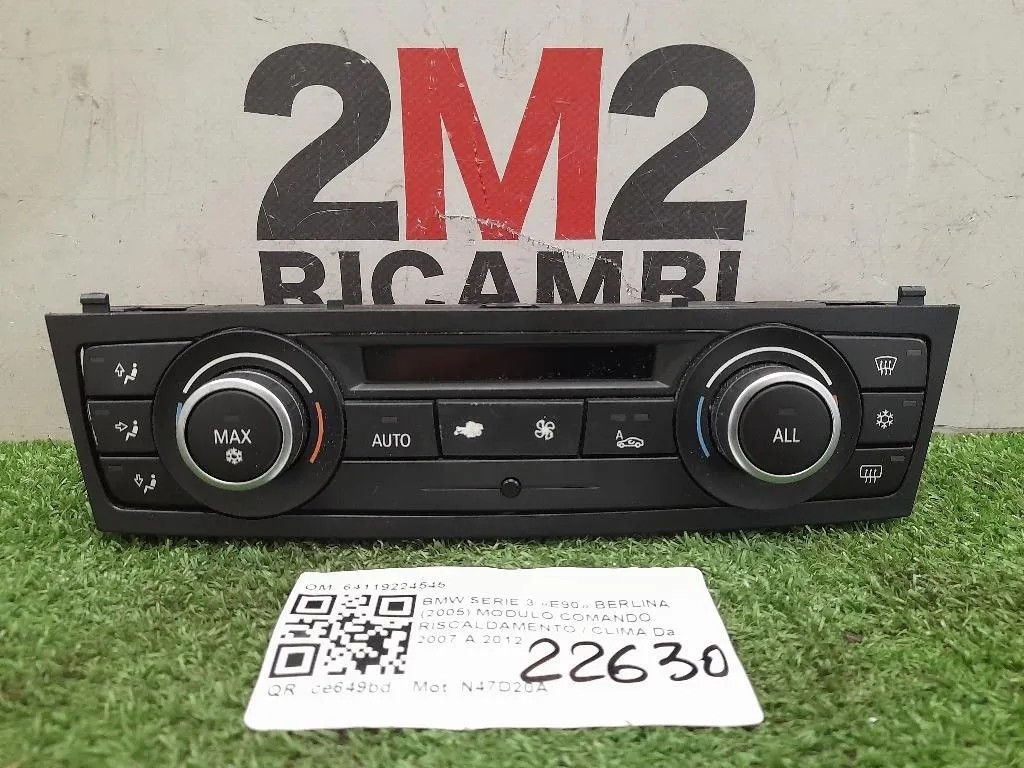 2M2
RICAMBI
MAX
AUTO
A
ALL
OM 64119224545
BMW SERIE 3 «E90» BERLINA
(2005) MODULO COMANDO
RISCALDAMENTO / CLIMA Da
2007 A 2012
22630
QR ce649bd Mot N47D20A